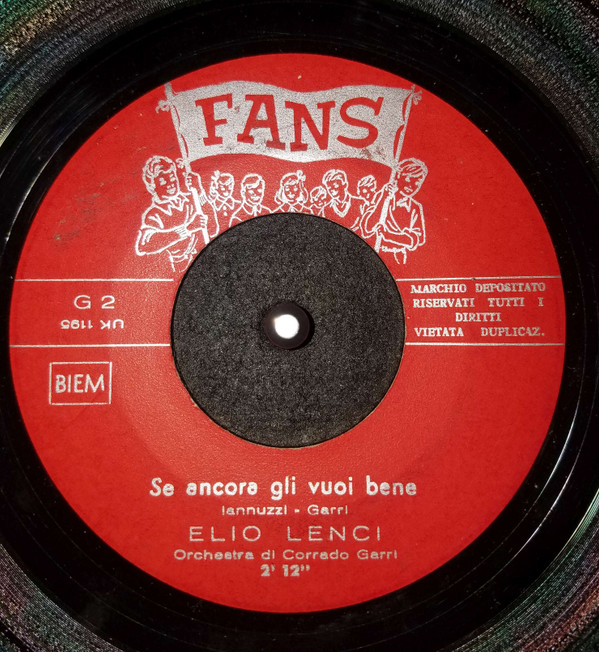 FANS
G 2
UK 1195
BIEM
MARCHIO DEPOSITATO
RISERVATI TUTTI I
DIRITTI
VIETATA DUPLICAZ.
Se ancora gli vuoi bene
Iannuzzi - Garri
ELIO LENCI
Orchestra di Corrado Garri
2' 12"